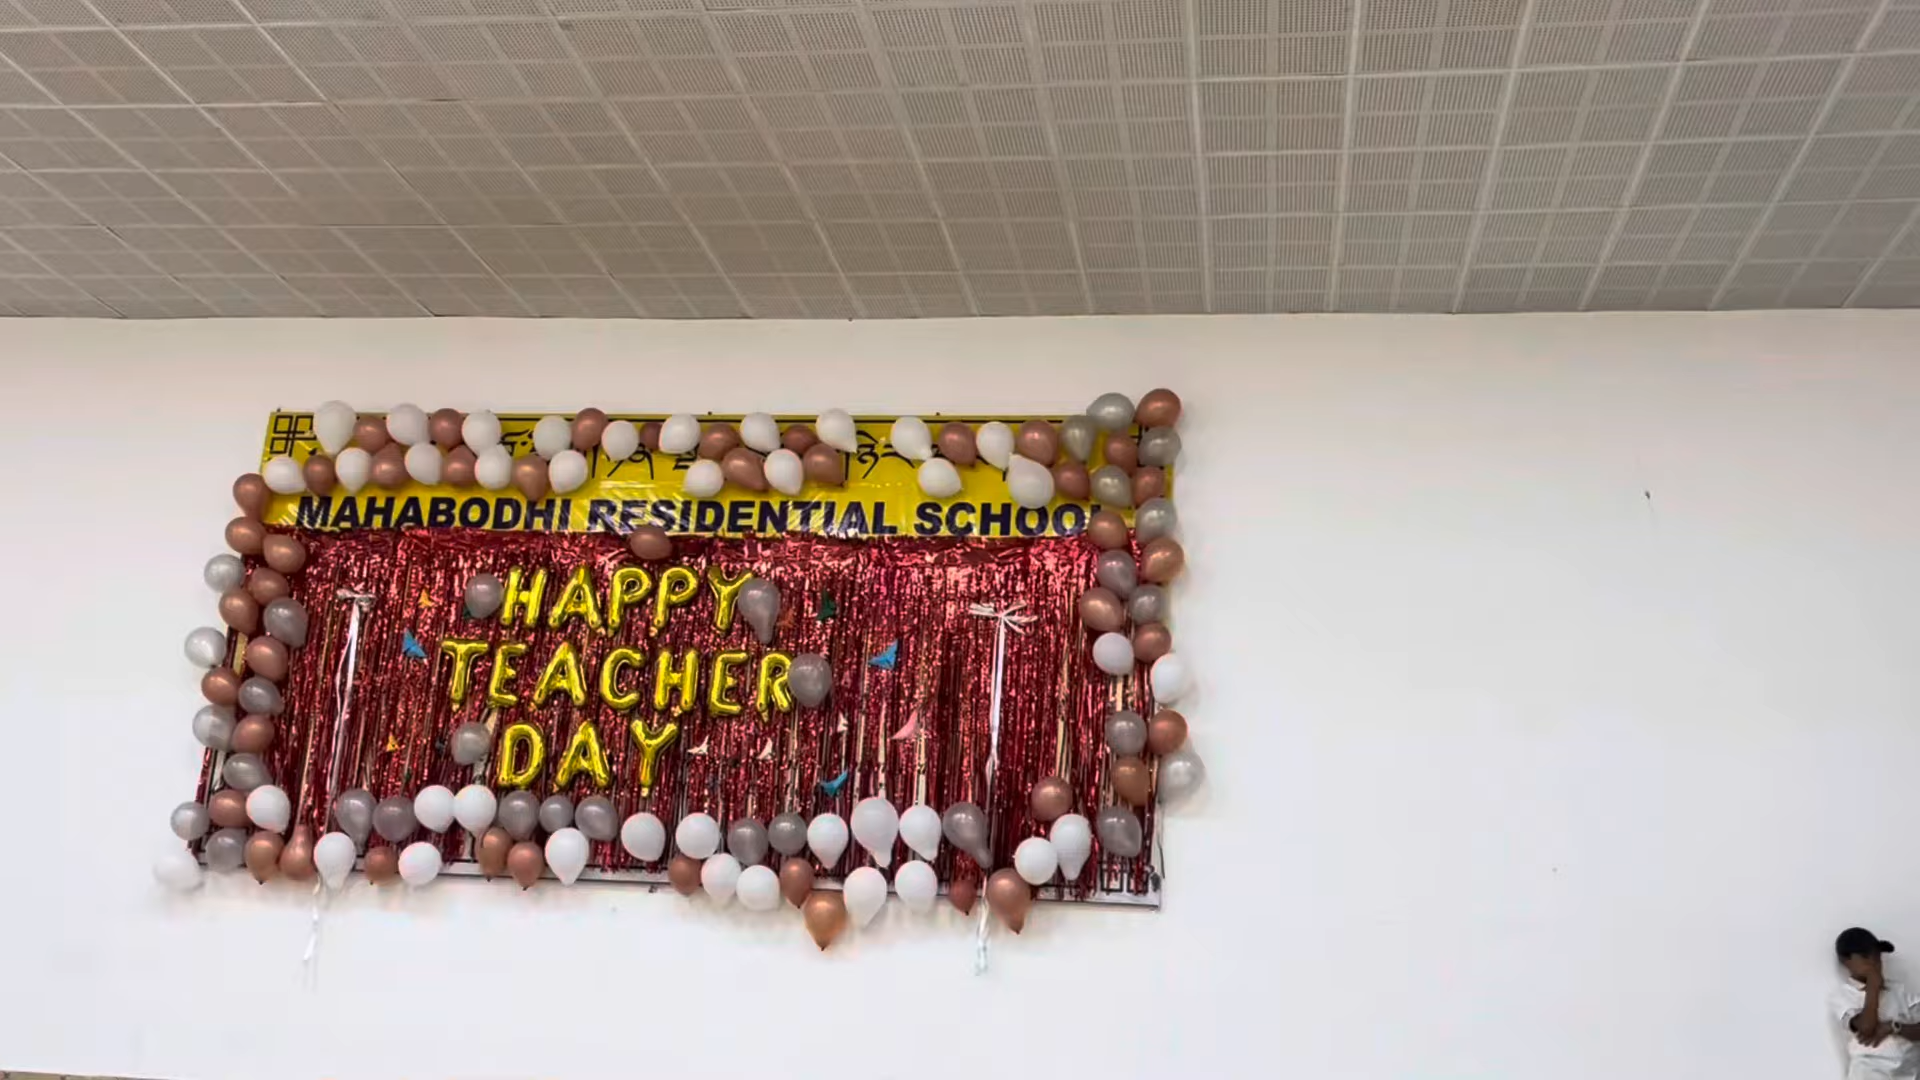 MAHABODHI RESIDENTIAL SCHOOL
HAPPY
TEACHER
DAY